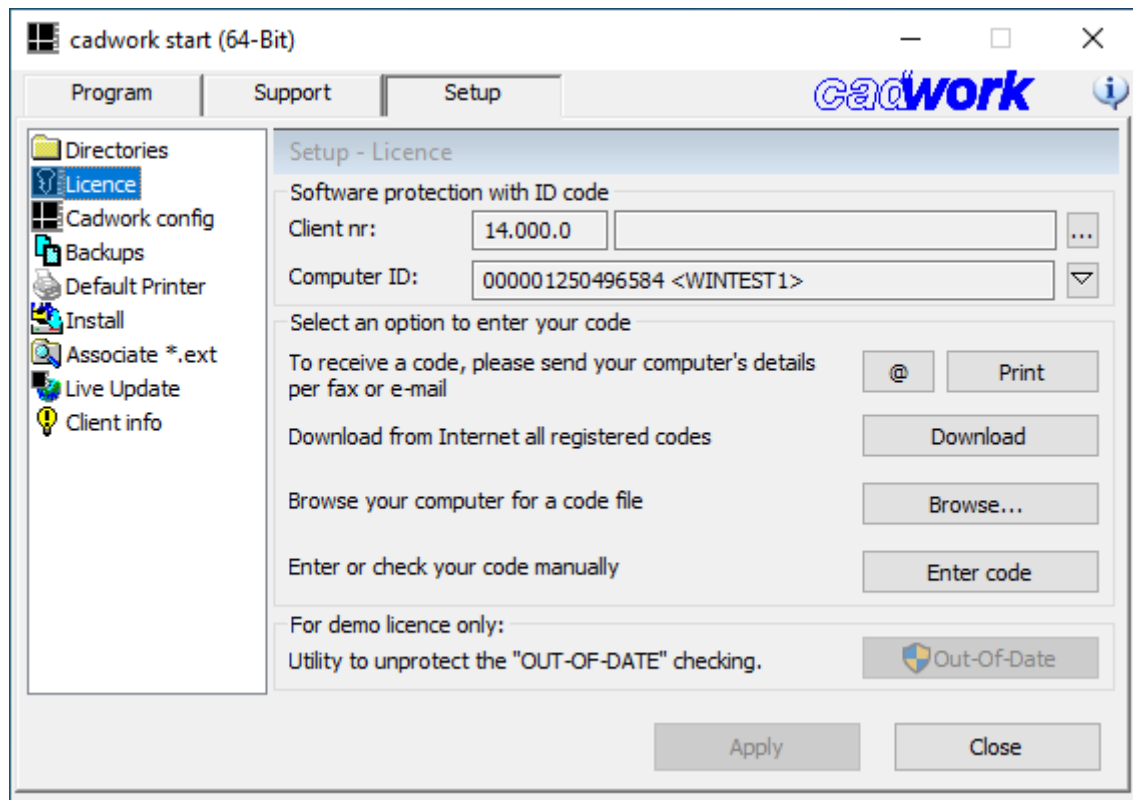 cadwork start (64-Bit)
Program
Support
Setup
cadwork
Directories
Licence
Cadwork config
Backups
Default Printer
Install
Associate *.ext
Live Update
Client info
Setup - Licence
Software protection with ID code
Client nr:
14.000.0
...
Computer ID:
000001250496584 <WINTEST1>
Select an option to enter your code
To receive a code, please send your computer's details
per fax or e-mail
@
Print
Download from Internet all registered codes
Download
Browse your computer for a code file
Browse...
Enter or check your code manually
Enter code
For demo licence only:
Utility to unprotect the "OUT-OF-DATE" checking.
Out-Of-Date
Apply
Close